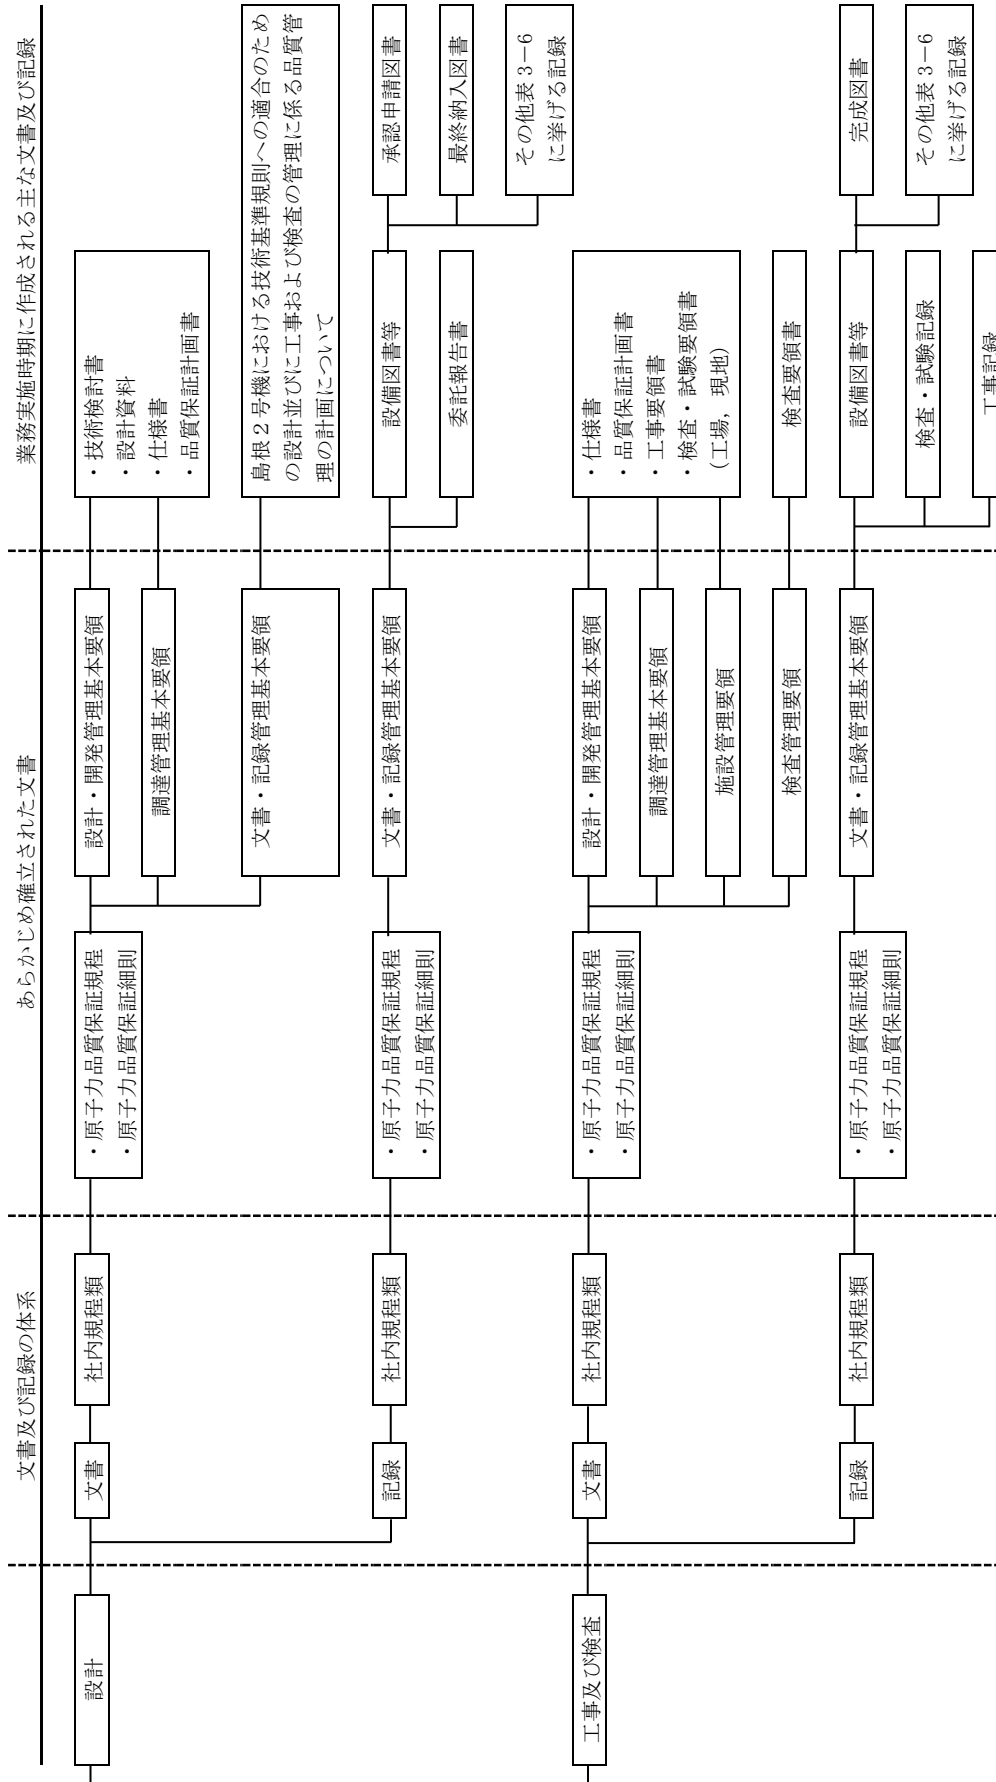 文書及び記録の体系
あらかじめ確立された文書
業務実施時期に作成される主な文書及び記録
設計
文書
社内規程類
・原子力品質保証規程
・原子力品質保証細則
設計・開発管理基本要領
調達管理基本要領
文書・記録管理基本要領
・技術検討書
・設計資料
・仕様書
・品質保証計画書
島根２号機における技術基準規則への適合のため
の設計並びに工事および検査の管理に係る品質管
理の計画について
記録
社内規程類
・原子力品質保証規程
・原子力品質保証細則
文書・記録管理基本要領
設備図書等
委託報告書
承認申請図書
最終納入図書
その他表３－６
に挙げる記録
工事及び検査
文書
社内規程類
・原子力品質保証規程
・原子力品質保証細則
設計・開発管理基本要領
調達管理基本要領
施設管理要領
検査管理要領
・仕様書
・品質保証計画書
・工事要領書
・検査・試験要領書
（工場，現地）
検査要領書
記録
社内規程類
・原子力品質保証規程
・原子力品質保証細則
文書・記録管理基本要領
設備図書等
検査・試験記録
工事記録
完成図書
その他表３－６
に挙げる記録